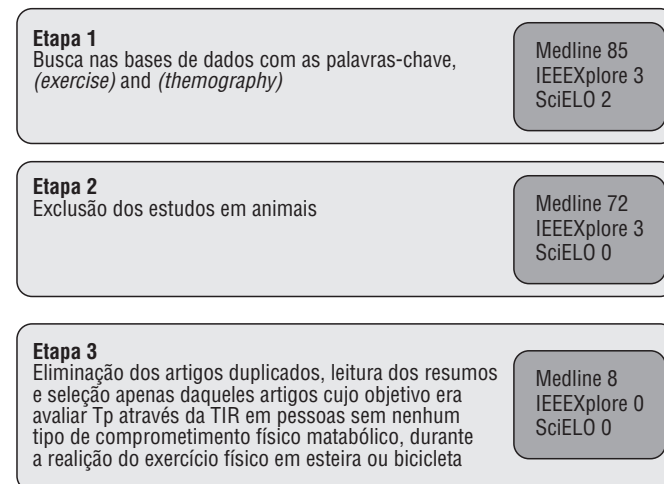 Etapa 1
Busca nas bases de dados com as palavras-chave,
(exercise) and (themography)
Medline 85
IEEEXplore 3
SciELO 2
Etapa 2
Exclusão dos estudos em animais
Medline 72
IEEEXplore 3
SciELO 0
Etapa 3
Eliminação dos artigos duplicados, leitura dos resumos
e seleção apenas daqueles artigos cujo objetivo era
avaliar Tp através da TIR em pessoas sem nenhum
tipo de comprometimento físico matabólico, durante
a realição do exercício físico em esteira ou bicicleta
Medline 8
IEEEXplore 0
SciELO 0